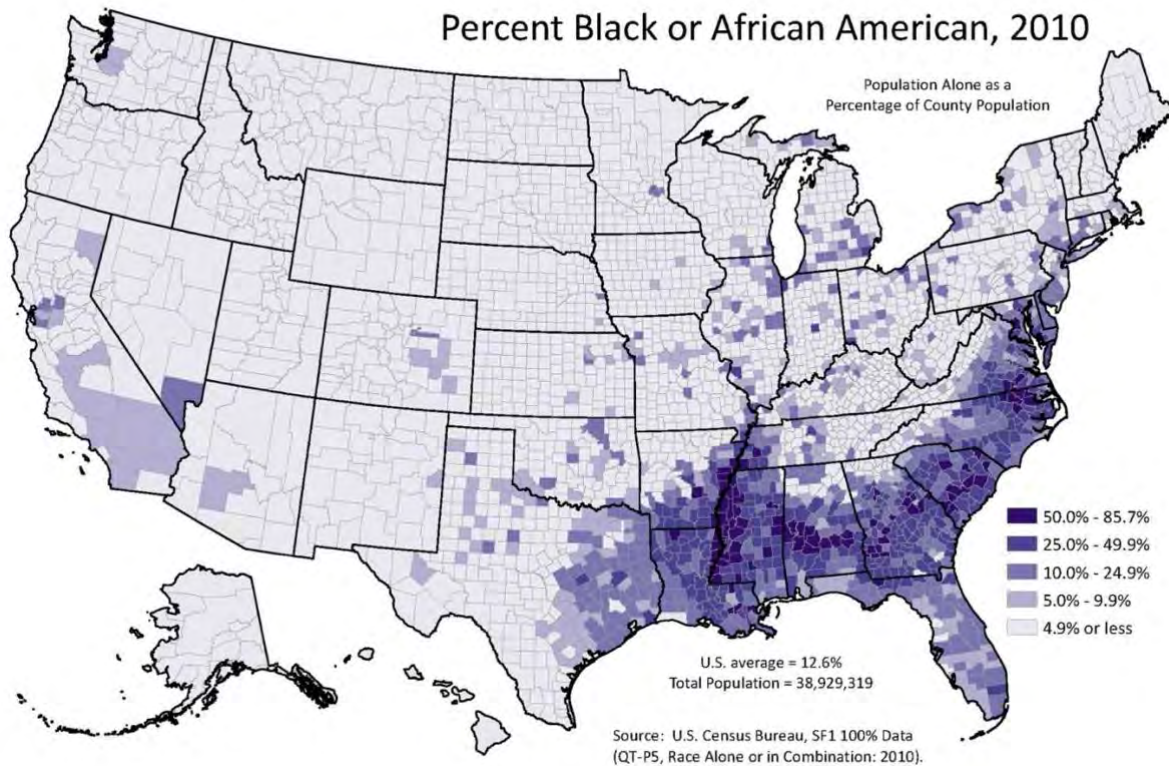 Percent Black or African American, 2010
Population Alone as a
Percentage of County Population
50.0% - 85.7%
25.0% - 49.9%
10.0% - 24.9%
5.0% - 9.9%
4.9% or less
U.S. average = 12.6%
Total Population = 38,929,319
Source:  U.S. Census Bureau, SF1 100% Data
(QT-P5, Race Alone or in Combination: 2010).